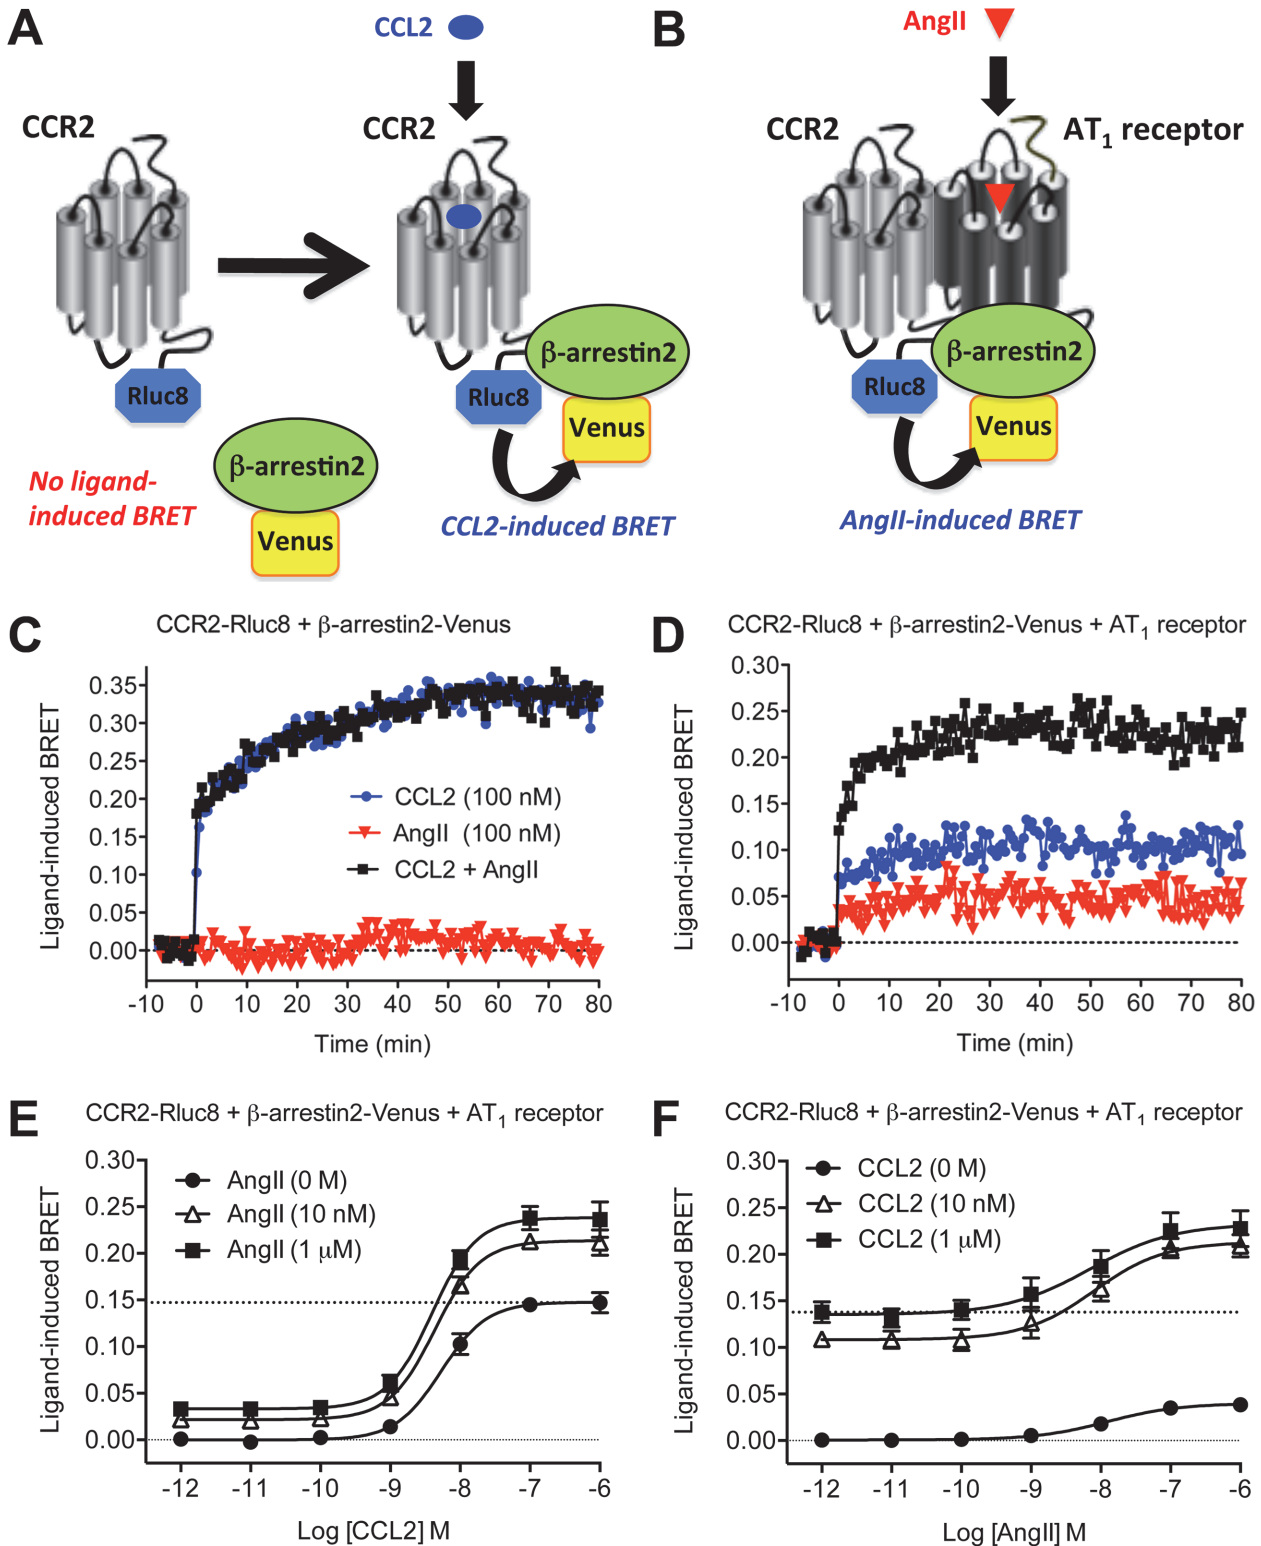 A
CCL2
CCR2
CCR2
Rluc8
β-arrestin2
Rluc8
Venus
β-arrestin2
Venus
No ligand-
induced BRET
CCL2-induced BRET
B
AngII
CCR2
AT1 receptor
β-arrestin2
Rluc8
Venus
AngII-induced BRET
C
CCR2-Rluc8 + β-arrestin2-Venus
Ligand-induced BRET
0.35
0.30
0.25
0.20
0.15
0.10
0.05
0.00
CCL2 (100 nM)
AngII (100 nM)
CCL2 + AngII
-10 0 10 20 30 40 50 60 70 80
Time (min)
D
CCR2-Rluc8 + β-arrestin2-Venus + AT1 receptor
Ligand-induced BRET
0.30
0.25
0.20
0.15
0.10
0.05
0.00
-10 0 10 20 30 40 50 60 70 80
Time (min)
E
CCR2-Rluc8 + β-arrestin2-Venus + AT1 receptor
Ligand-induced BRET
0.30
0.25
0.20
0.15
0.10
0.05
0.00
AngII (0 M)
AngII (10 nM)
AngII (1 μM)
-12 -11 -10 -9 -8 -7 -6
Log [CCL2] M
F
CCR2-Rluc8 + β-arrestin2-Venus + AT1 receptor
Ligand-induced BRET
0.30
0.25
0.20
0.15
0.10
0.05
0.00
CCL2 (0 M)
CCL2 (10 nM)
CCL2 (1 μM)
-12 -11 -10 -9 -8 -7 -6
Log [AngII] M